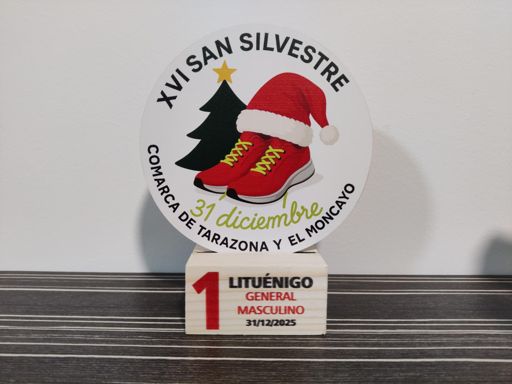 XVI SAN SILVESTRE
31 diciembre
COMARCA DE TARAZONA Y EL MONCAYO
1
LITUÉNIGO
GENERAL
MASCULINO
31/12/2025